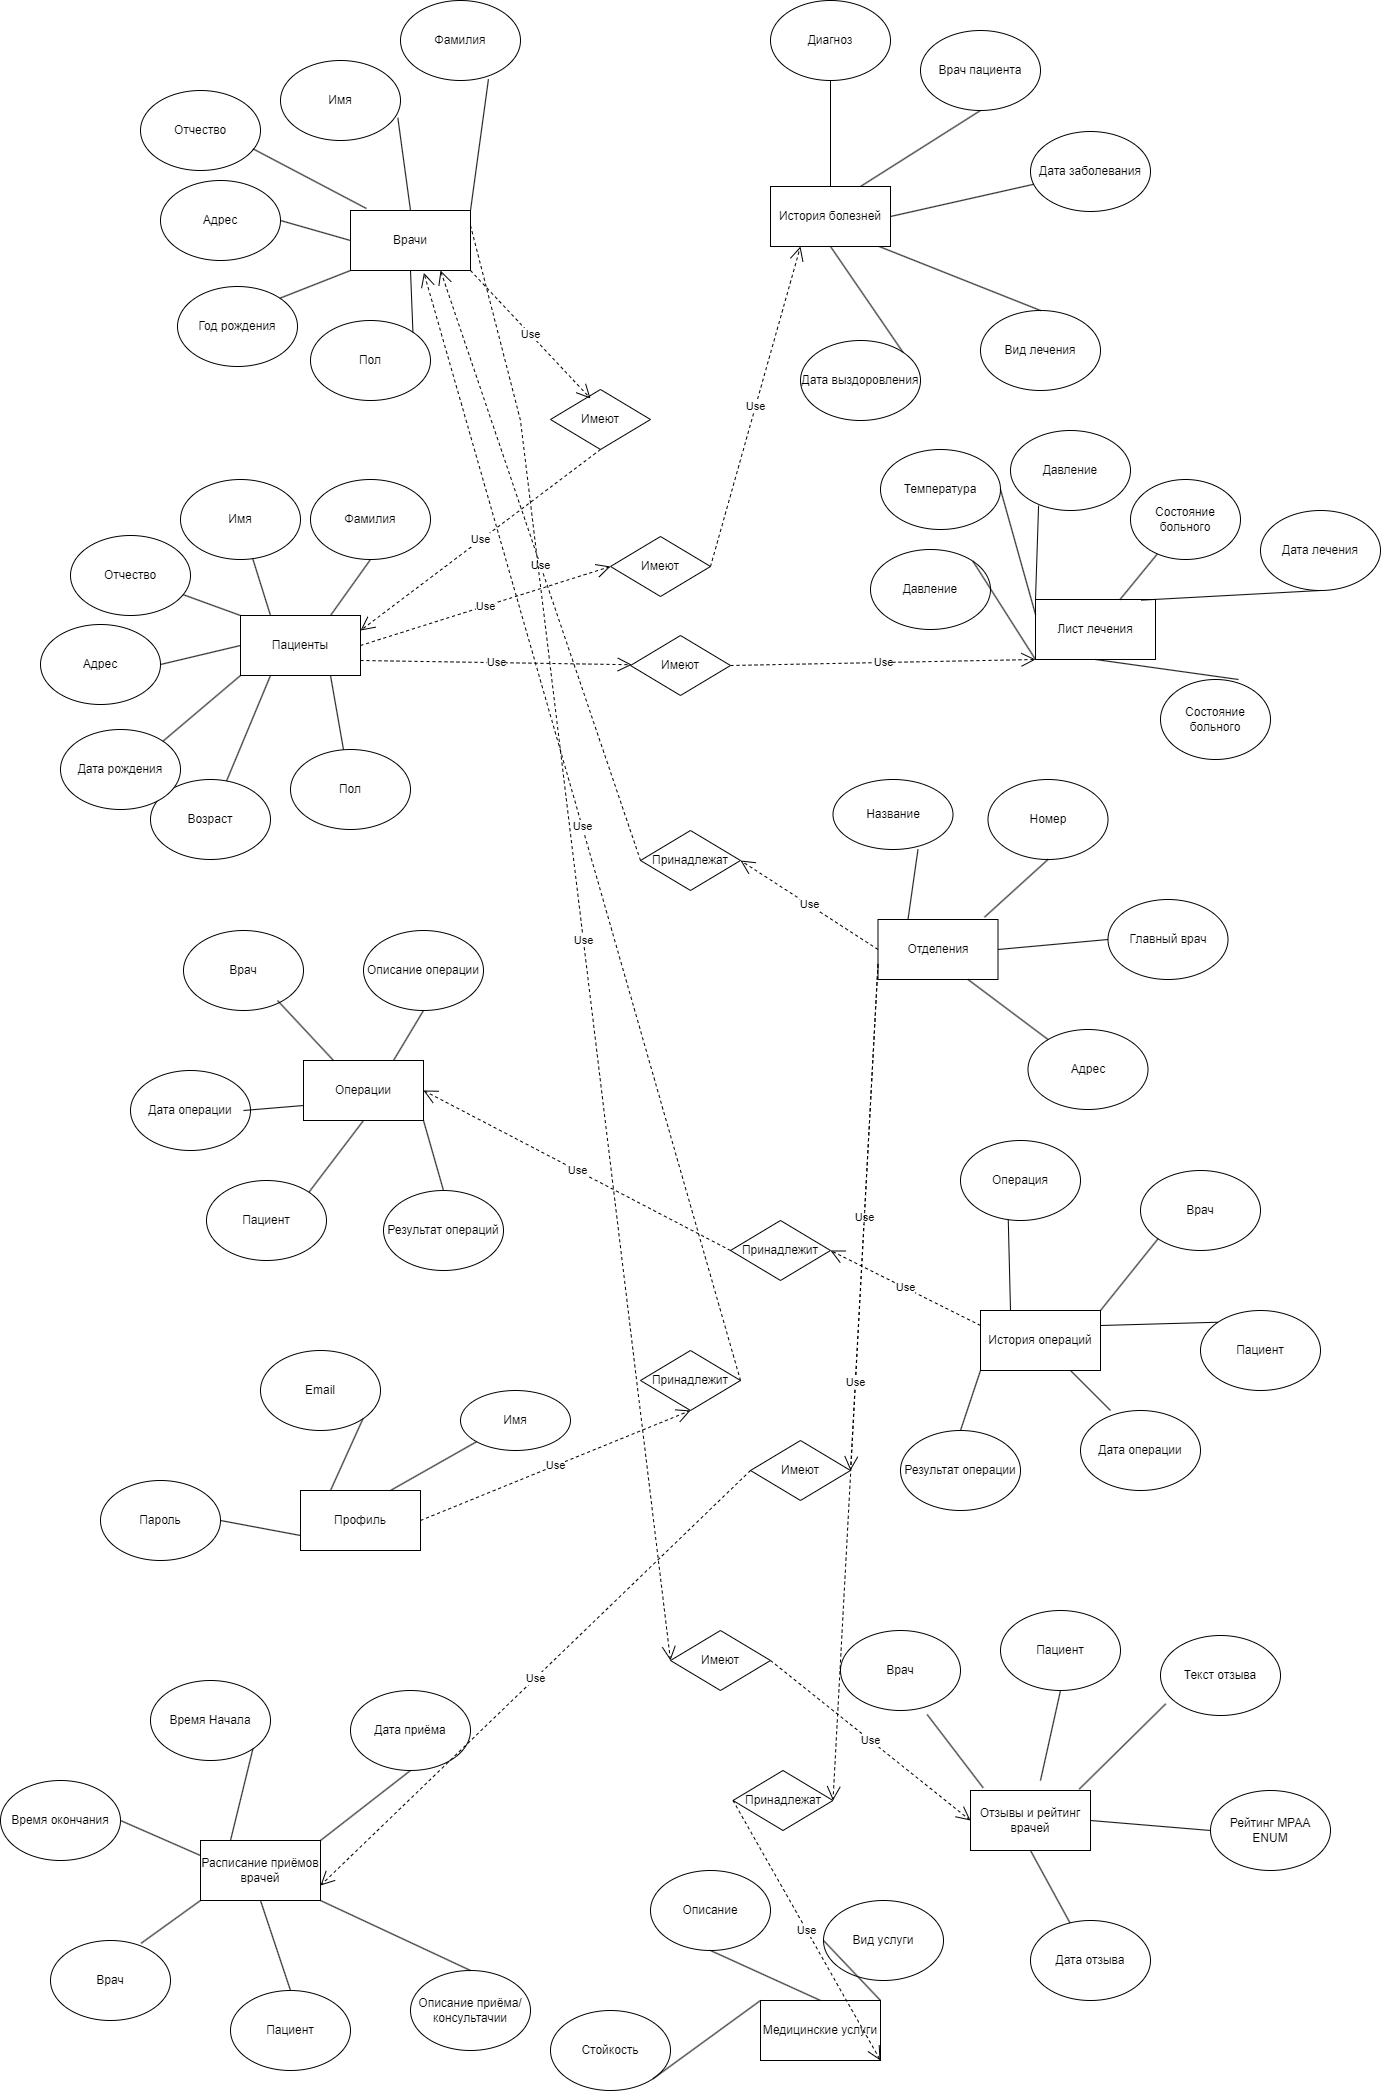 Фамилия
Диагноз
Врач пациента
Имя
Отчество
Дата заболевания
Адрес
История болезней
Врачи
Год рождения
Use
Вид лечения
Пол
Дата выздоровления
Use
Имеют
Давление
Температура
Имя
Фамилия
Состояние
больного
Use
Дата лечения
Use
Имеют
Отчество
Давление
Use
Лист лечения
Пациенты
Адрес
Use
Имеют
Use
Состояние
больного
Дата рождения
Пол
Возраст
Название
Номер
Use
Принадлежат
Use
Главный врач
Use
Отделения
Врач
Описание операции
Адрес
Операции
Дата операции
Use
Операция
Врач
Use
Пациент
Результат операций
Принадлежит
Use
История операций
Пациент
Принадлежит
Use
Email
Имя
Дата операции
Use
Имеют
Результат операции
Пароль
Профиль
Пациент
Имеют
Врач
Текст отзыва
Use
Время Начала
Дата приёма
Use
Принадлежат
Отзывы и рейтинг
врачей
Время окончания
Рейтинг MPAA
ENUM
Расписание приёмов
врачей
Описание
Use
Вид услуги
Дата отзыва
Врач
Описание приёма/
консультачии
Пациент
Медицинские услуги
Стойкость